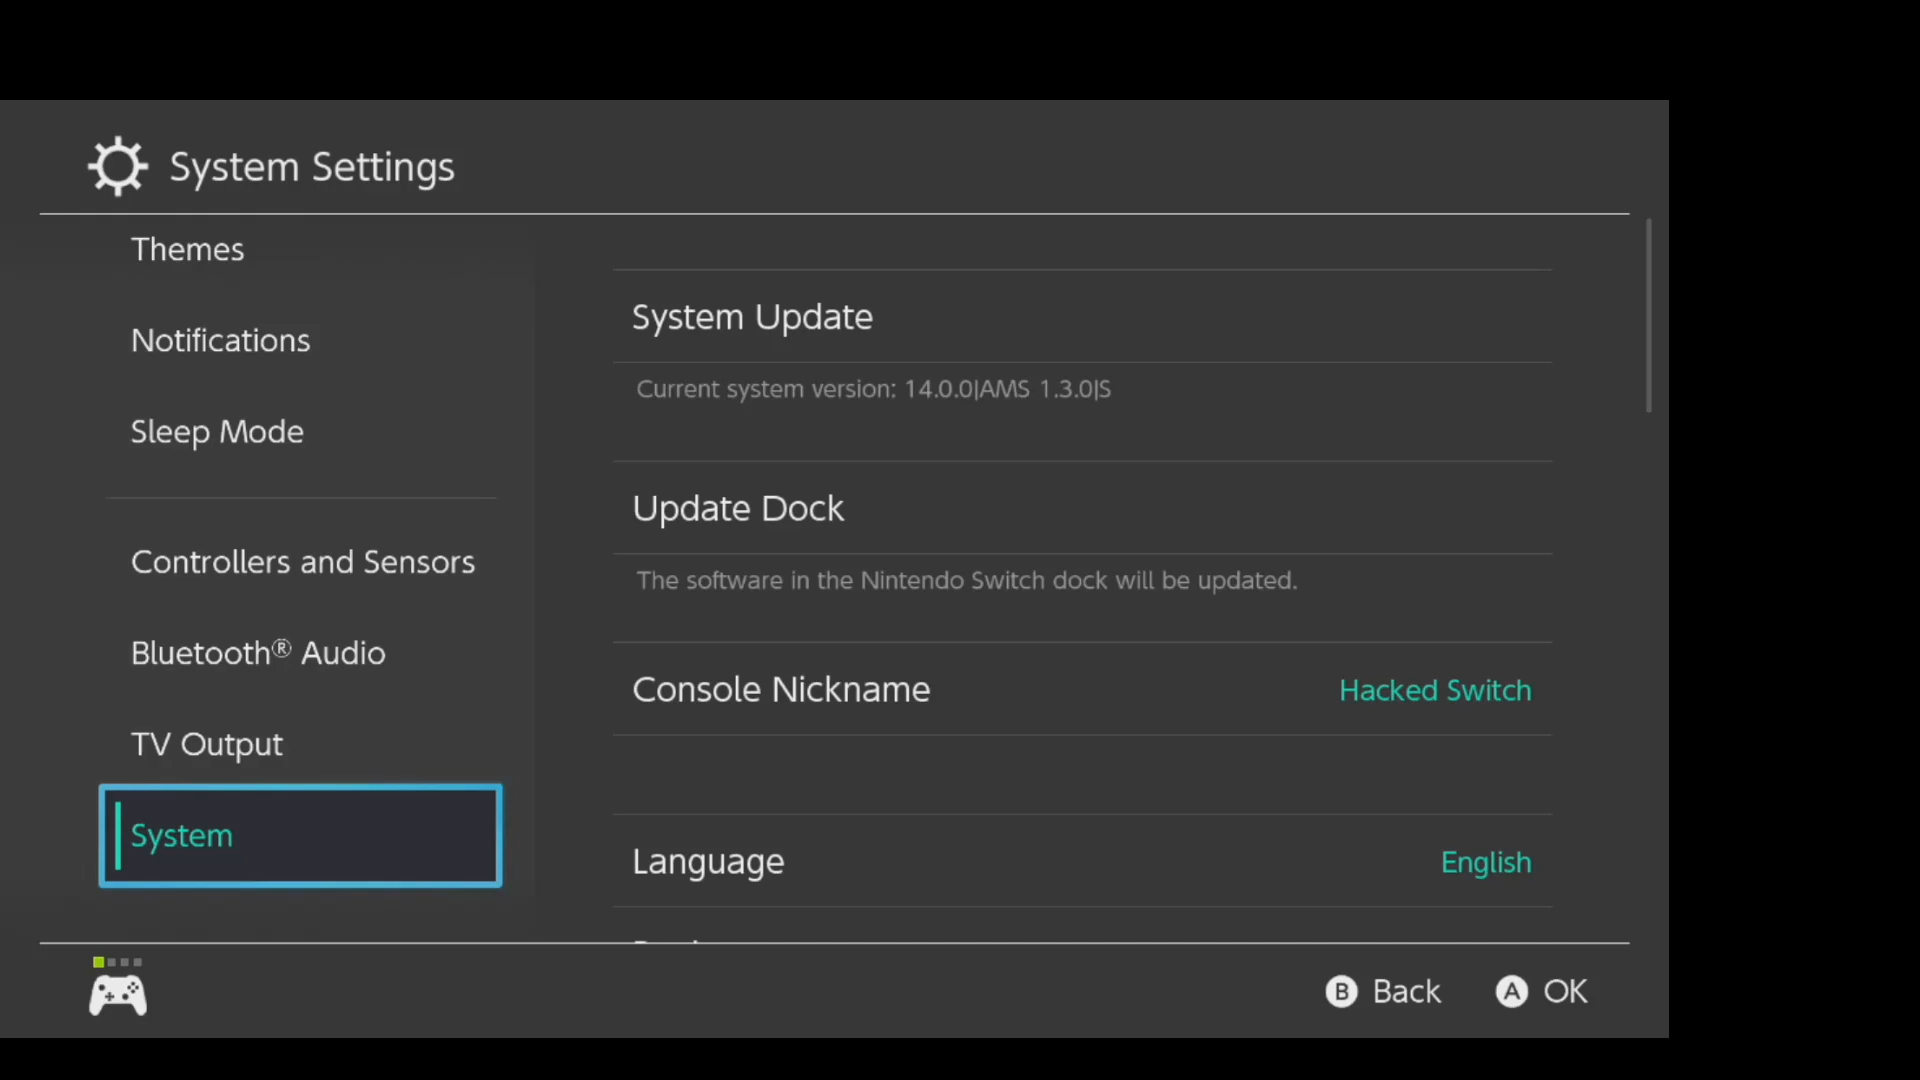 System Settings
Themes
Notifications
Sleep Mode
Controllers and Sensors
Bluetooth® Audio
TV Output
System
System Update
Current system version: 14.0.0|AMS 1.3.0|S
Update Dock
The software in the Nintendo Switch dock will be updated.
Console Nickname Hacked Switch
Language English
B Back A OK